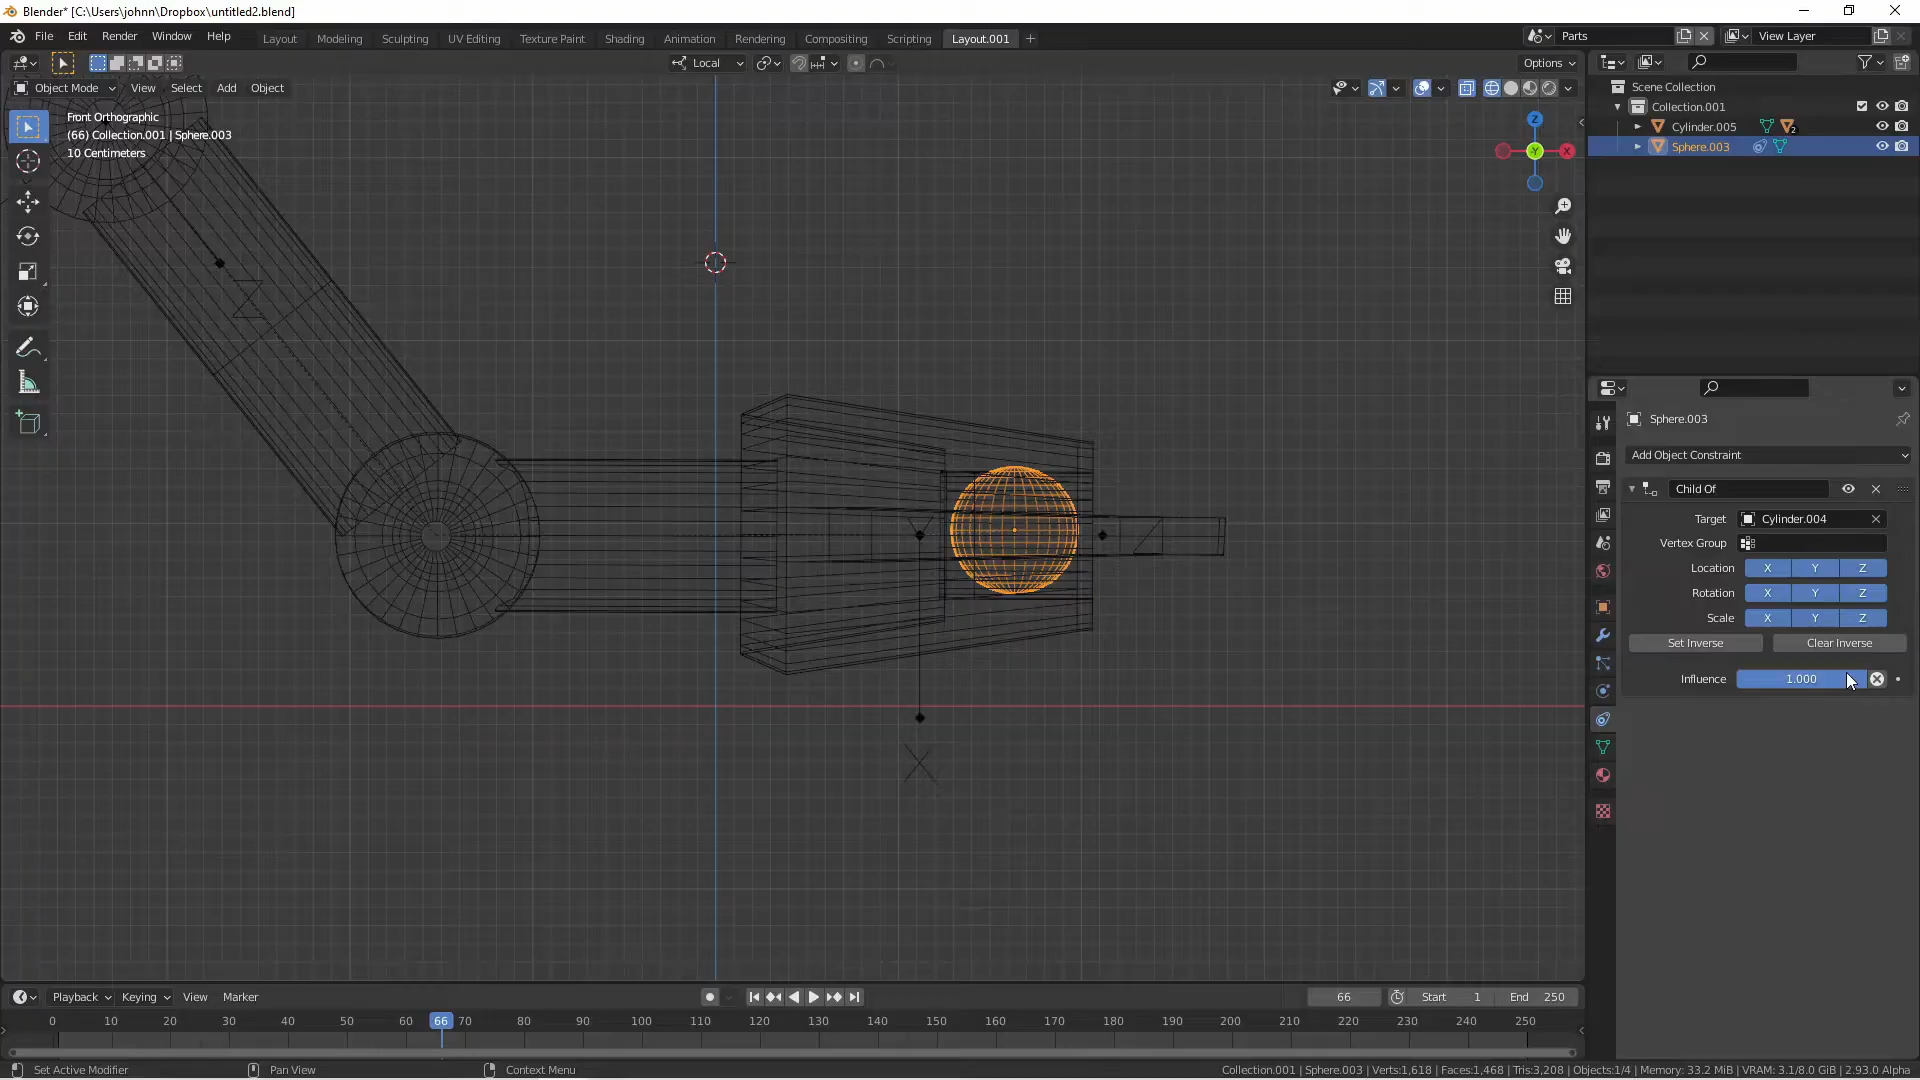 Blender* [C:\Users\johnn\Dropbox\untitled2.blend]
File Edit Render Window Help
Layout Modeling Sculpting UV Editing Texture Paint Shading Animation Rendering Compositing Scripting Layout.001 +
Parts
View Layer
Local
Options
Object Mode View Select Add Object
Front Orthographic
(66) Collection.001 | Sphere.003
10 Centimeters
Z
Y
X
Scene Collection
Collection.001
Cylinder.005
2
Sphere.003
Sphere.003
Add Object Constraint
Child Of
Target Cylinder.004
Vertex Group
Location X Y Z
Rotation X Y Z
Scale X Y Z
Set Inverse Clear Inverse
Influence 1.000
Playback Keying View Marker
66 Start 1 End 250
0 10 20 30 40 50 60 66 70 80 90 100 110 120 130 140 150 160 170 180 190 200 210 220 230 240 250
Set Active Modifier Pan View Context Menu
Collection.001 | Sphere.003 | Verts:1,618 | Faces:1,468 | Tris:3,208 | Objects:1/4 | Memory: 33.2 MiB | VRAM: 3.1/8.0 GiB | 2.93.0 Alpha